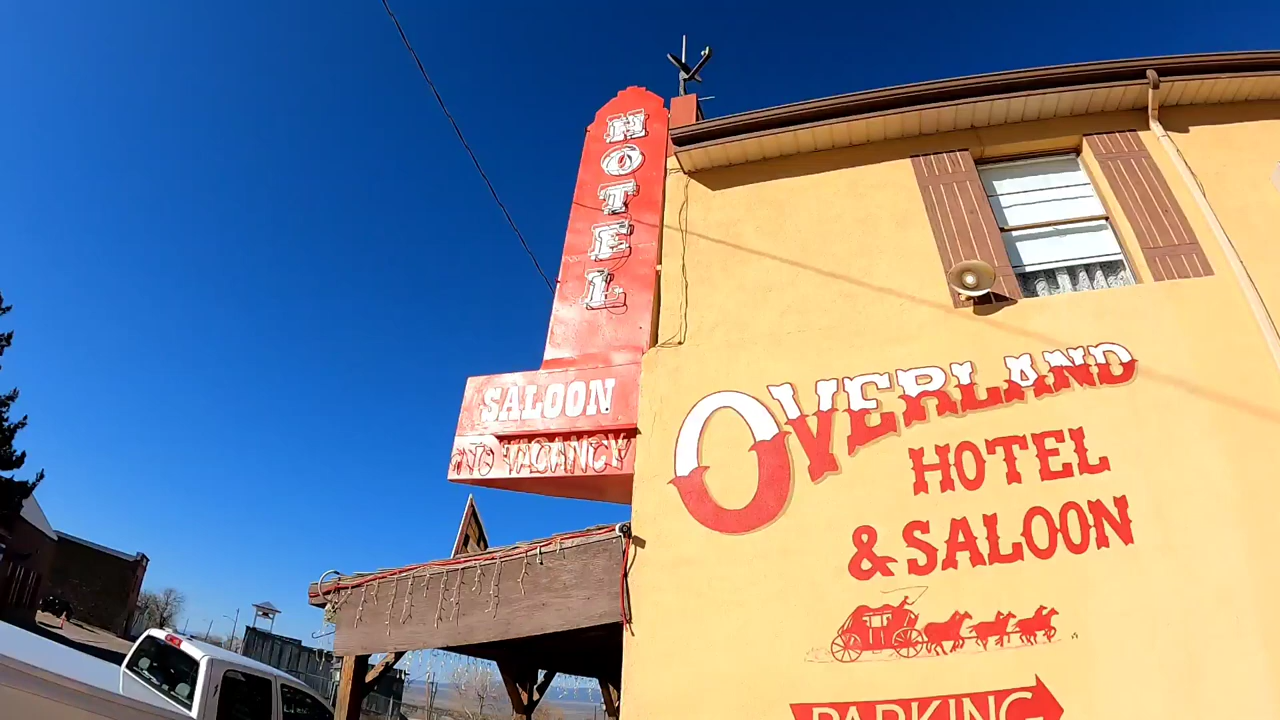 HOTEL
SALOON
NO VACANCY
OVERLAND
HOTEL
& SALOON
PARKING